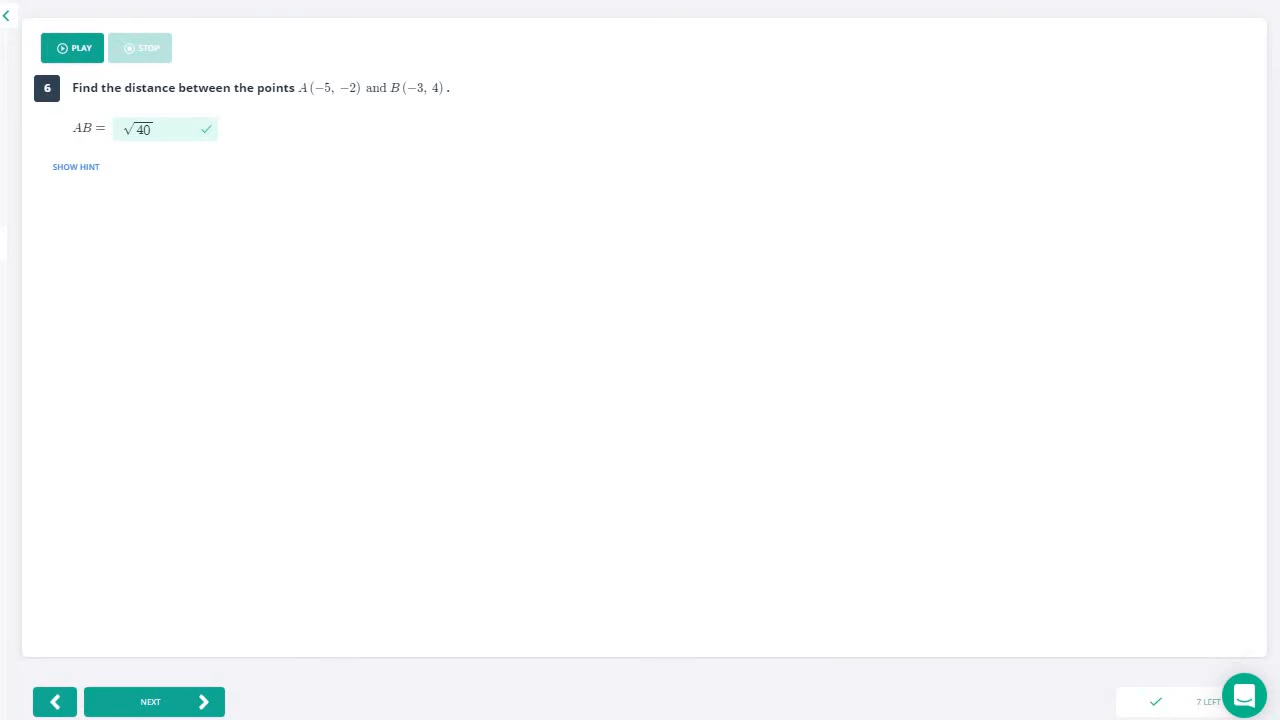 PLAY STOP
6 Find the distance between the points A(−5, −2) and B(−3, 4).
AB = √40
SHOW HINT
NEXT 7 LEFT